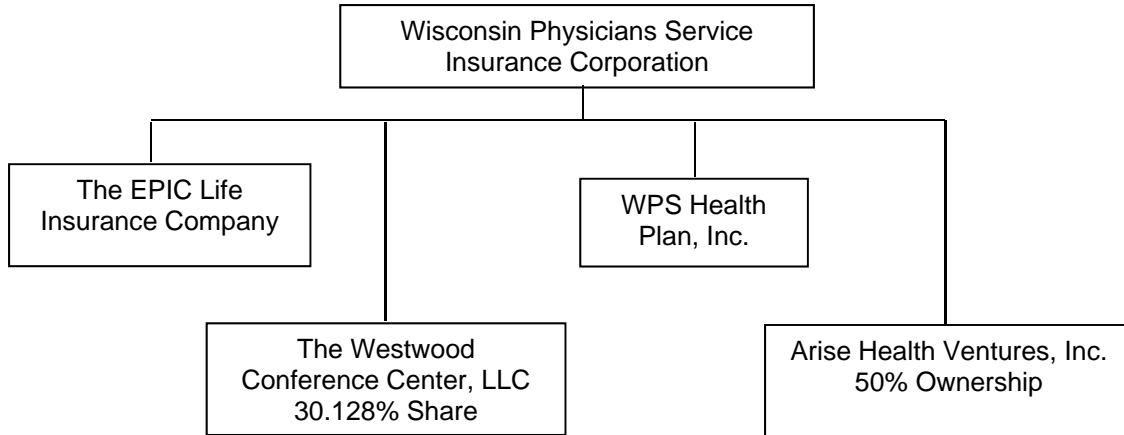 Wisconsin Physicians Service
Insurance Corporation
The EPIC Life
Insurance Company
WPS Health
Plan, Inc.
The Westwood
Conference Center, LLC
30.128% Share
Arise Health Ventures, Inc.
50% Ownership